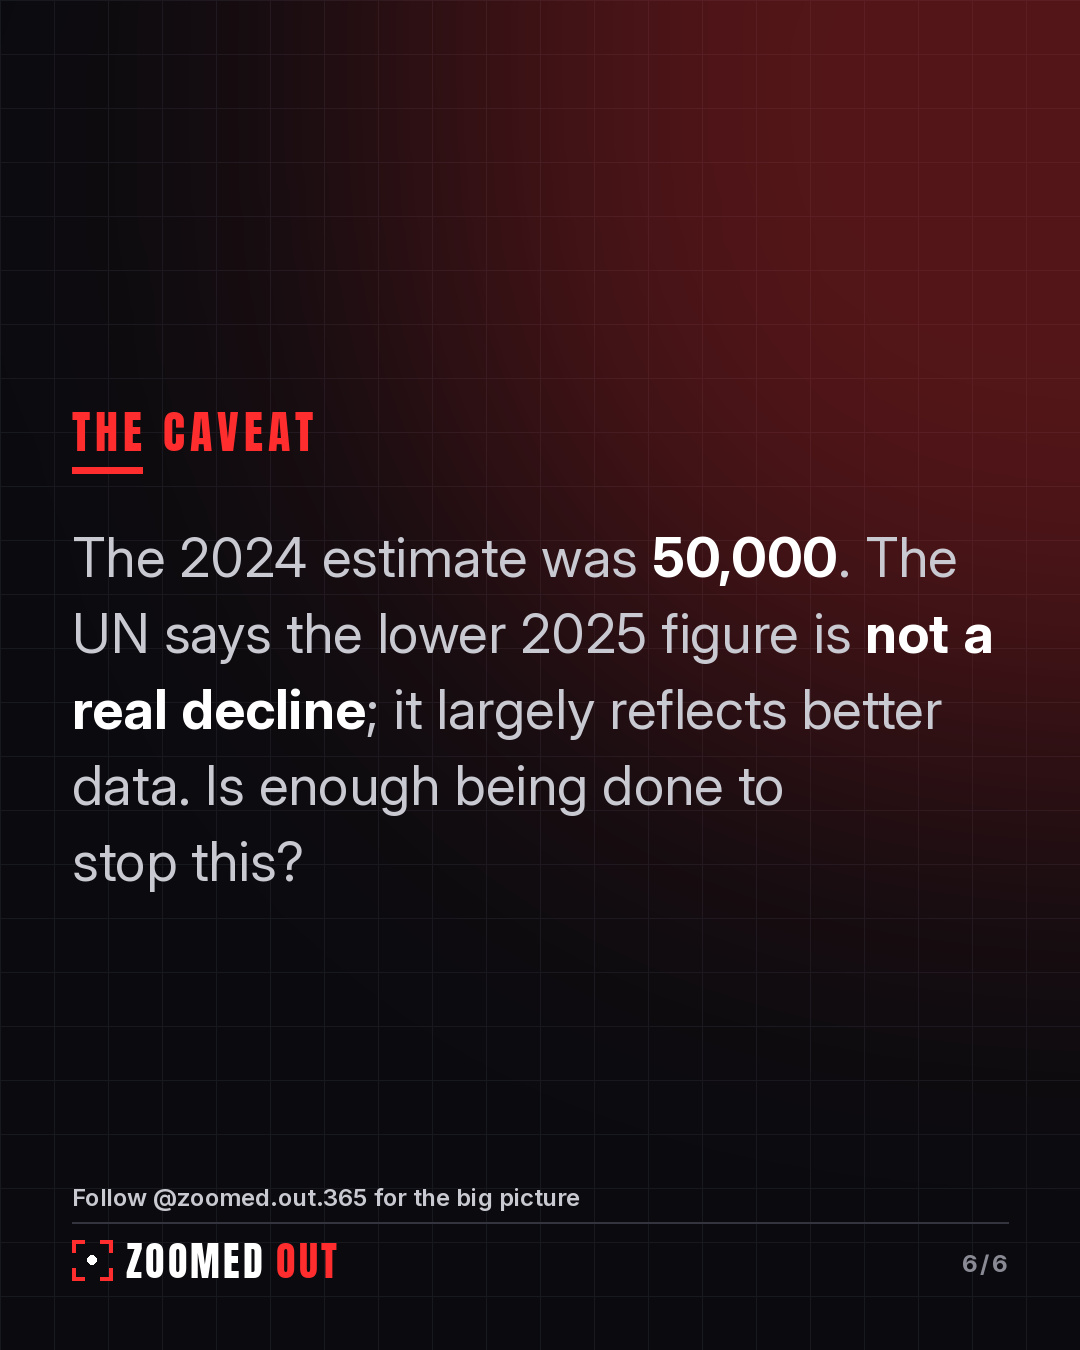 THE CAVEAT
The 2024 estimate was 50,000. The
UN says the lower 2025 figure is not a
real decline; it largely reflects better
data. Is enough being done to
stop this?
Follow @zoomed.out.365 for the big picture
ZOOMED OUT
6/6